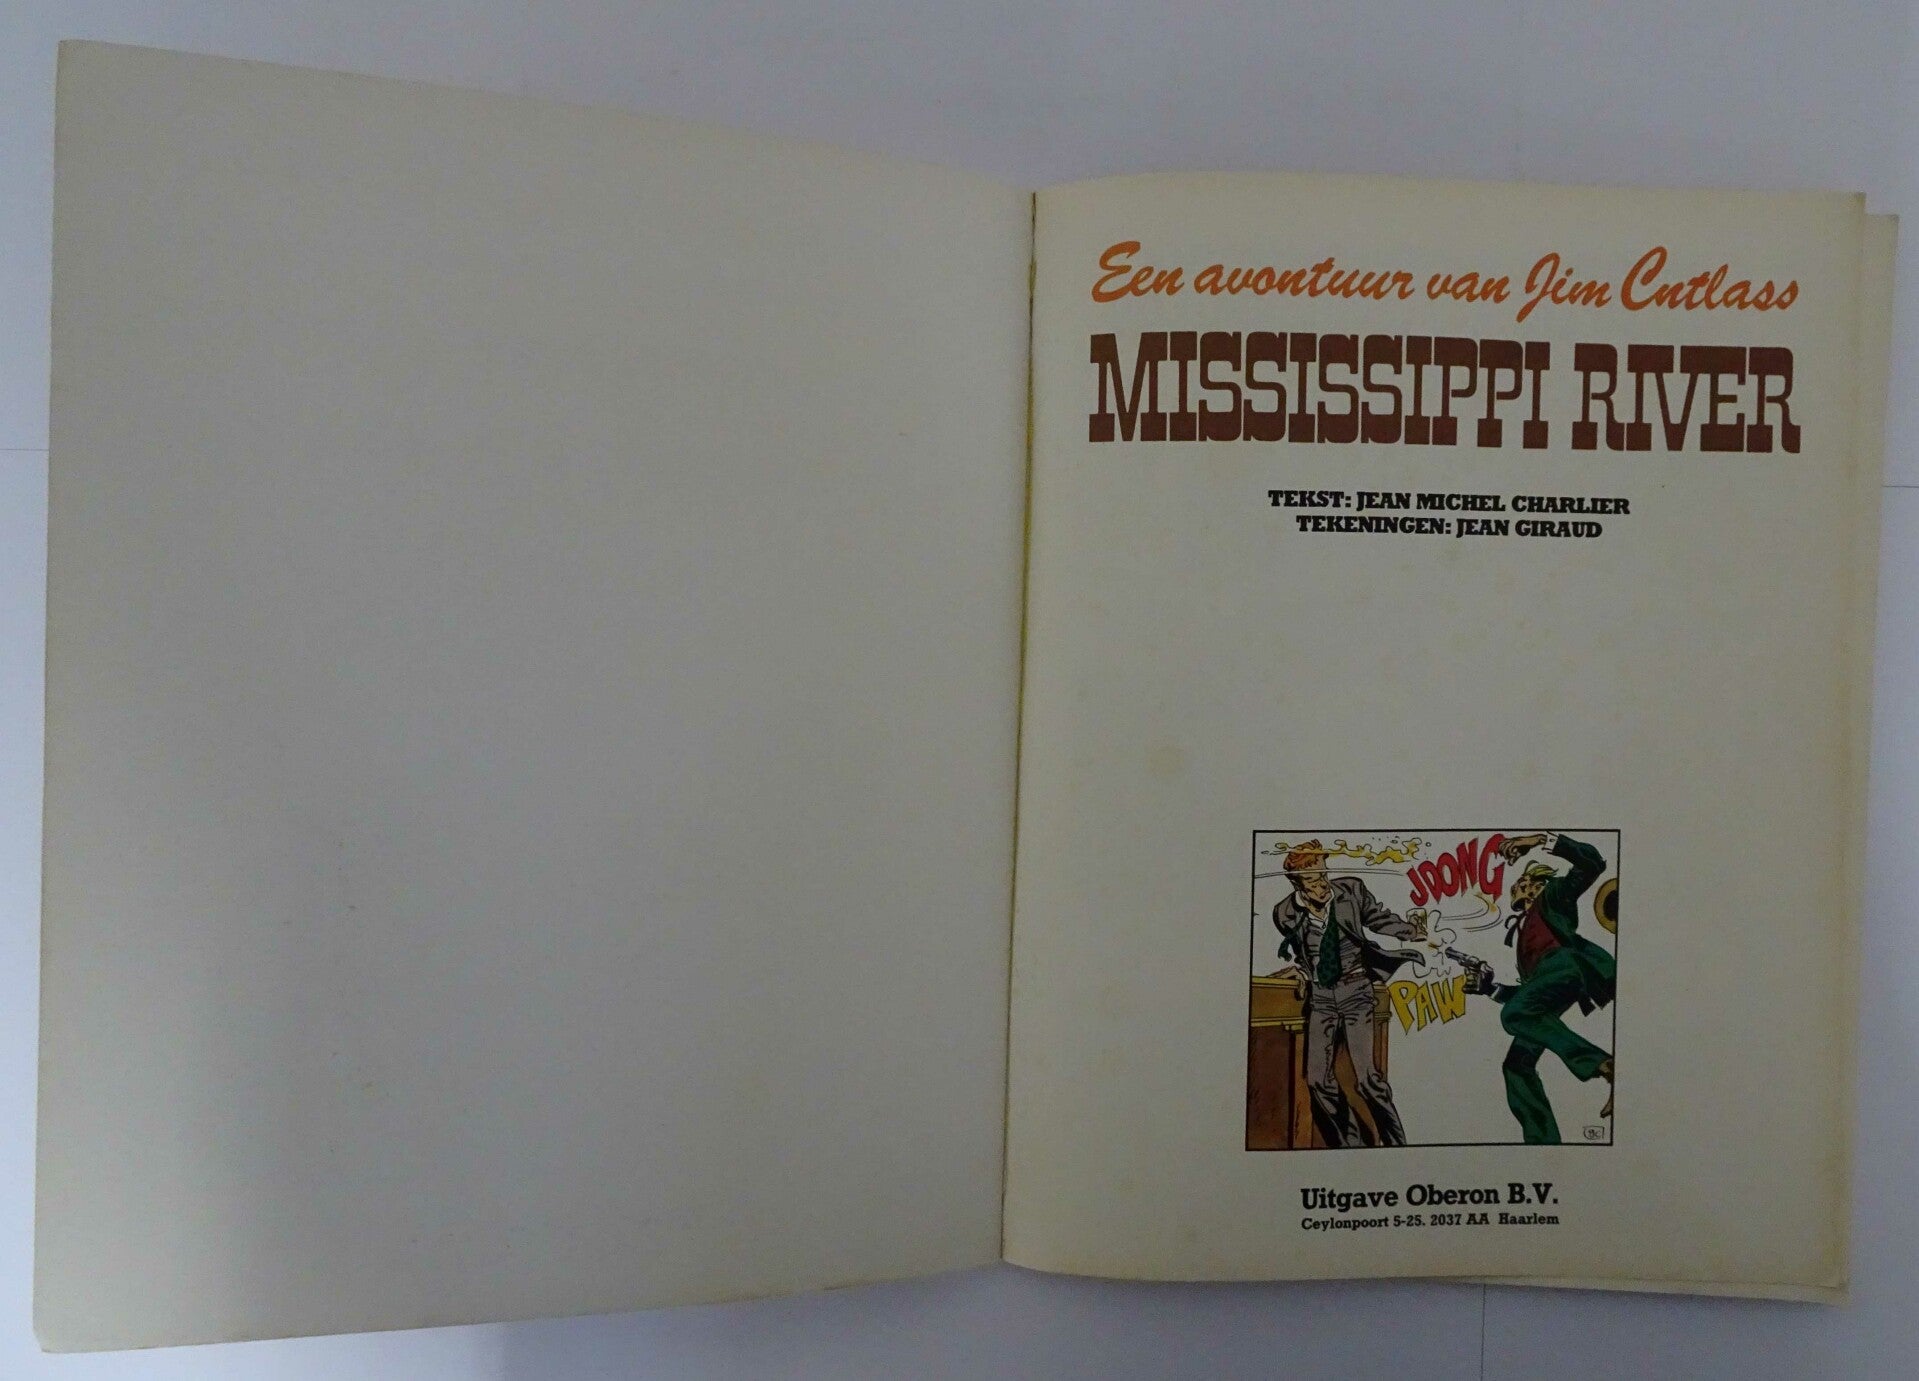 Een avontuur van Jim Cutlass
MISSISSIPPI RIVER
TEKST: JEAN MICHEL CHARLIER
TEKENINGEN: JEAN GIRAUD
JDONG
PAW
Uitgave Oberon B.V.
Ceylonpoort 5-25. 2037 AA Haarlem